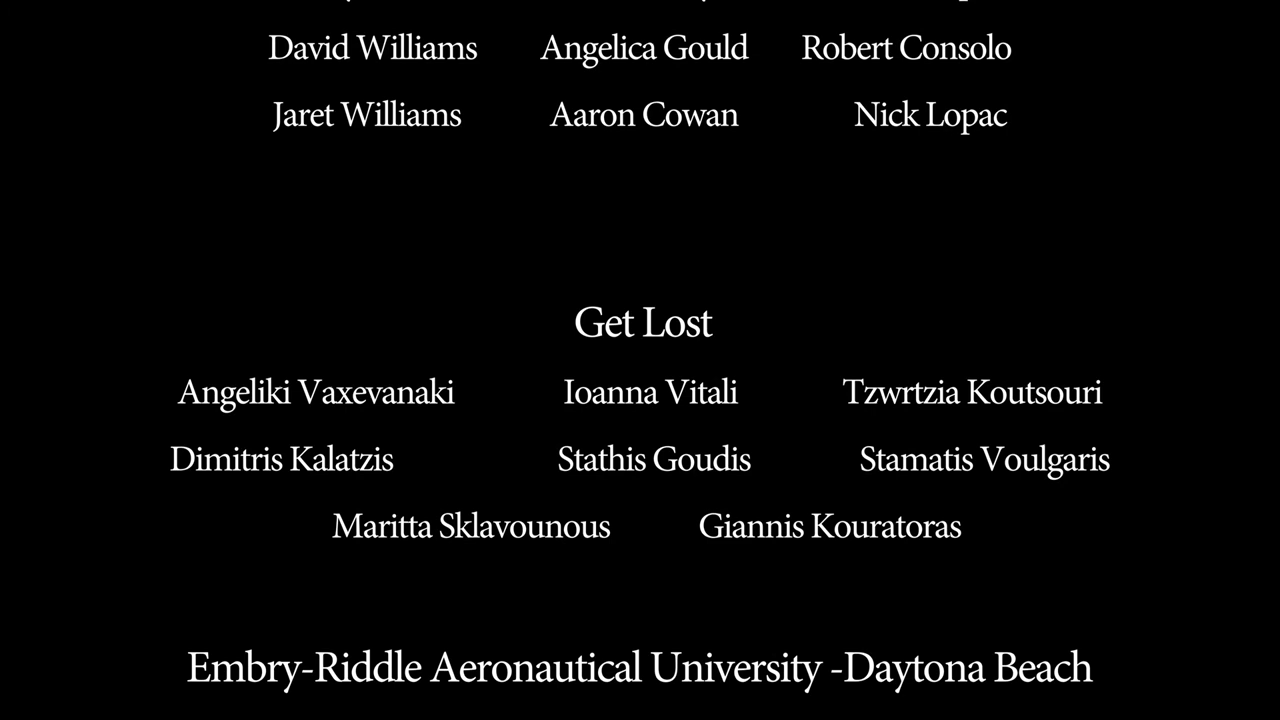 David Williams Angelica Gould Robert Consolo
Jaret Williams Aaron Cowan Nick Lopac
Get Lost
Angeliki Vaxevanaki Ioanna Vitali Tzwrtzia Koutsouri
Dimitris Kalatzis Stathis Goudis Stamatis Voulgaris
Maritta Sklavounous Giannis Kouratoras
Embry-Riddle Aeronautical University -Daytona Beach